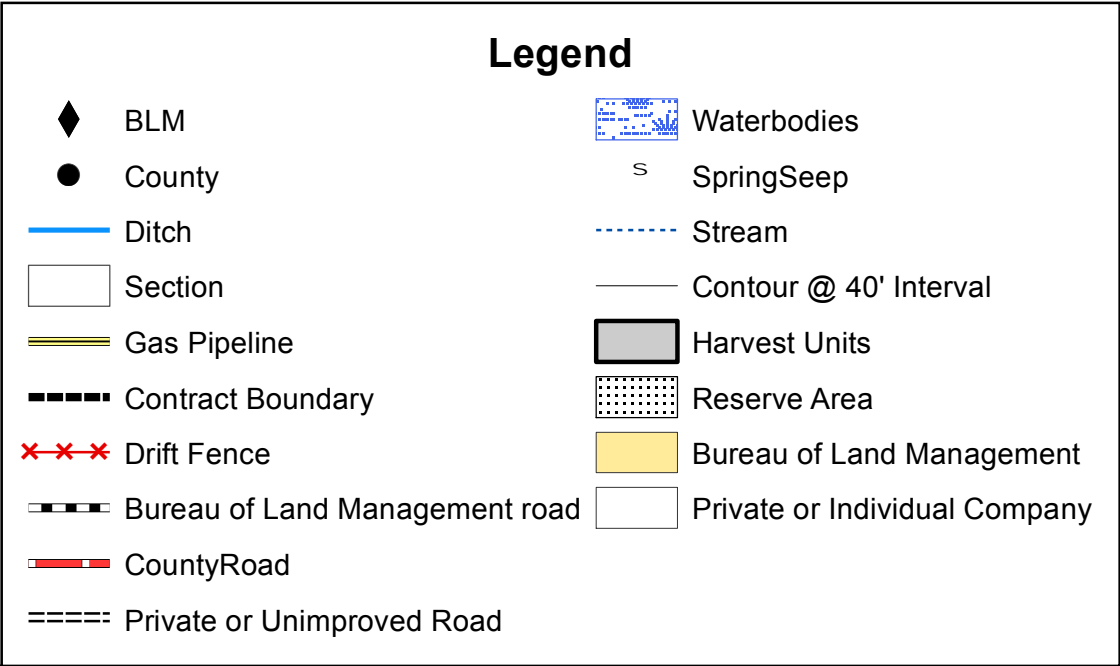 Legend
BLM
County
Ditch
Section
Gas Pipeline
Contract Boundary
Drift Fence
Bureau of Land Management road
CountyRoad
Private or Unimproved Road
Waterbodies
S SpringSeep
Stream
Contour @ 40' Interval
Harvest Units
Reserve Area
Bureau of Land Management
Private or Individual Company